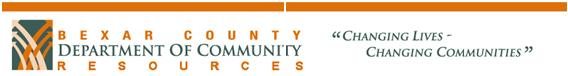 BEXAR COUNTY
DEPARTMENT OF COMMUNITY
RESOURCES
“CHANGING LIVES -
CHANGING COMMUNITIES”